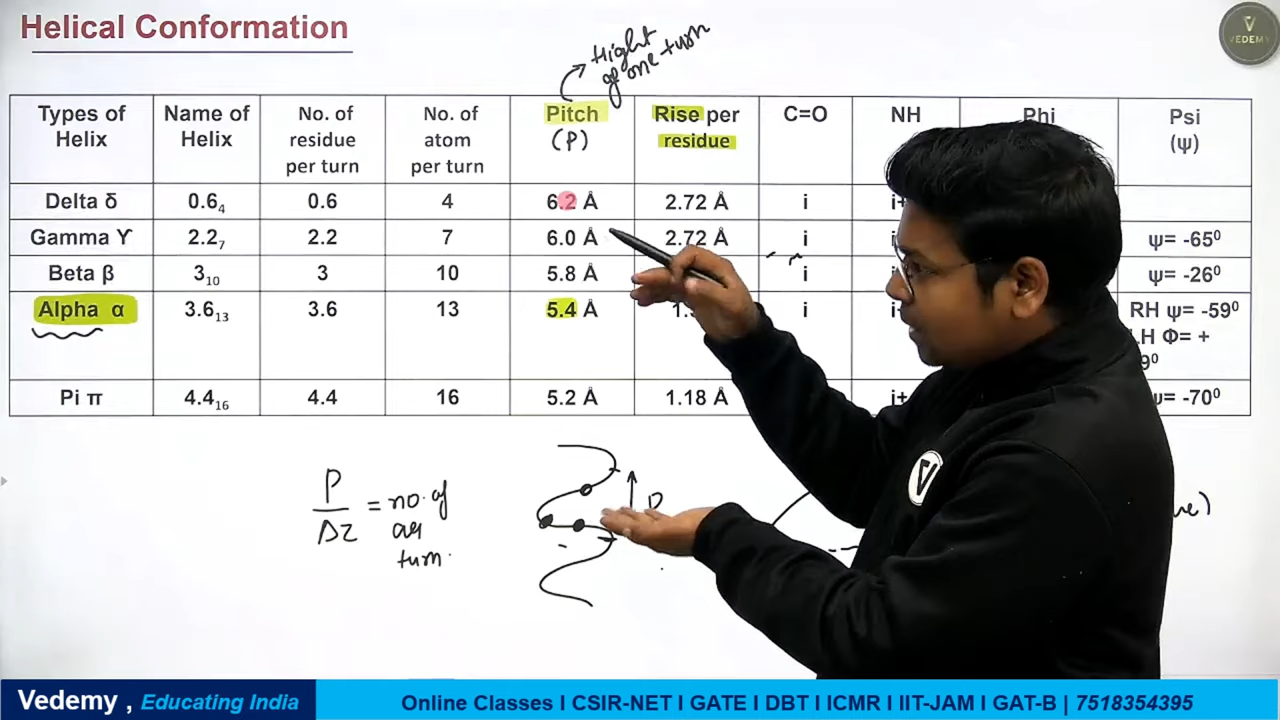 Helical Conformation
VEDEMY
Hight
of one turn
Types of Helix
Name of Helix
No. of residue per turn
No. of atom per turn
Pitch (P)
Rise per residue
C=O
NH
Phi
Psi (ψ)
Delta δ 0.6₄ 0.6 4 6.2 Å 2.72 Å i
Gamma ϒ 2.2₇ 2.2 7 6.0 Å 2.72 Å i ψ= -65⁰
Beta β 3₁₀ 3 10 5.8 Å i ψ= -26⁰
Alpha α 3.6₁₃ 3.6 13 5.4 Å i RH ψ= -59⁰
Φ= +
Pi π 4.4₁₆ 4.4 16 5.2 Å 1.18 Å ψ= -70⁰
P
ΔZ
= no. of
aa
turn.
Vedemy , Educating India
Online Classes I CSIR-NET I GATE I DBT I ICMR I IIT-JAM I GAT-B | 7518354395